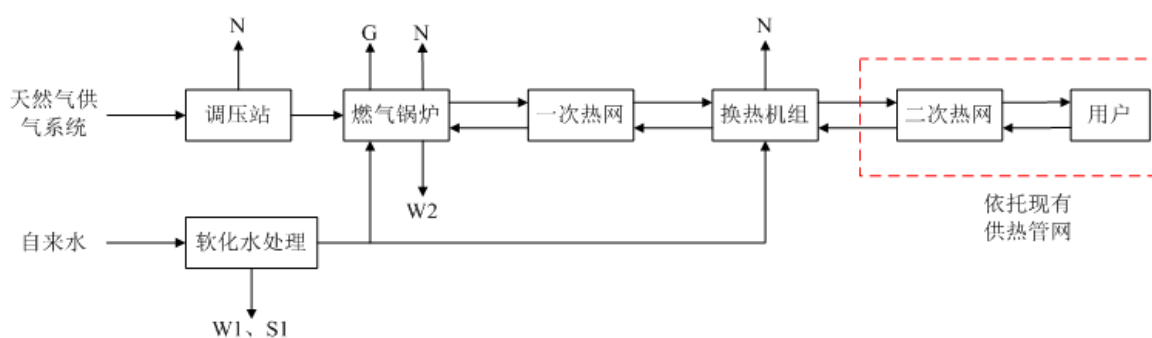 N
G
N
N
天然气供
气系统
调压站
燃气锅炉
一次热网
换热机组
二次热网
用户
W2
依托现有
供热管网
自来水
软化水处理
W1、S1